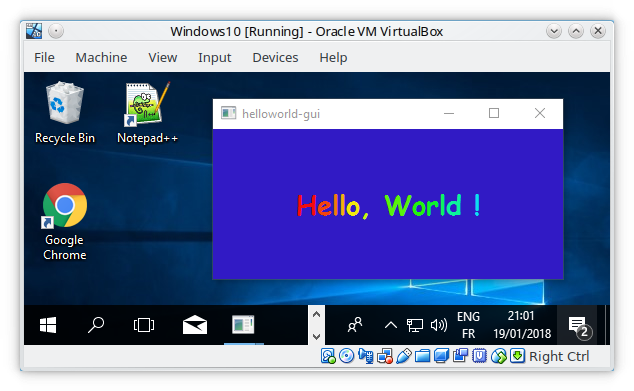 Windows10 [Running] - Oracle VM VirtualBox
File Machine View Input Devices Help
Recycle Bin
Notepad++
helloworld-gui
Hello, World !
Google
Chrome
ENG
FR
21:01
19/01/2018
2
Right Ctrl